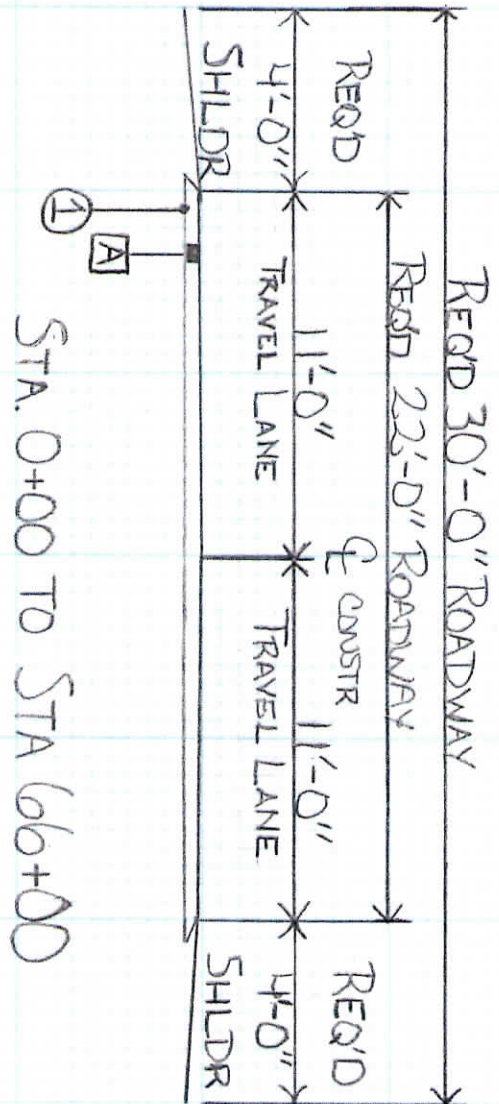 REQ'D 30'-0" ROADWAY
REQ'D 22'-0" ROADWAY
REQ'D
℄ CONSTR
REQ'D
4'-0"
11'-0"
11'-0"
4'-0"
SHLDR
TRAVEL LANE
TRAVEL LANE
SHLDR
1
A
STA. 0+00 TO STA 66+00